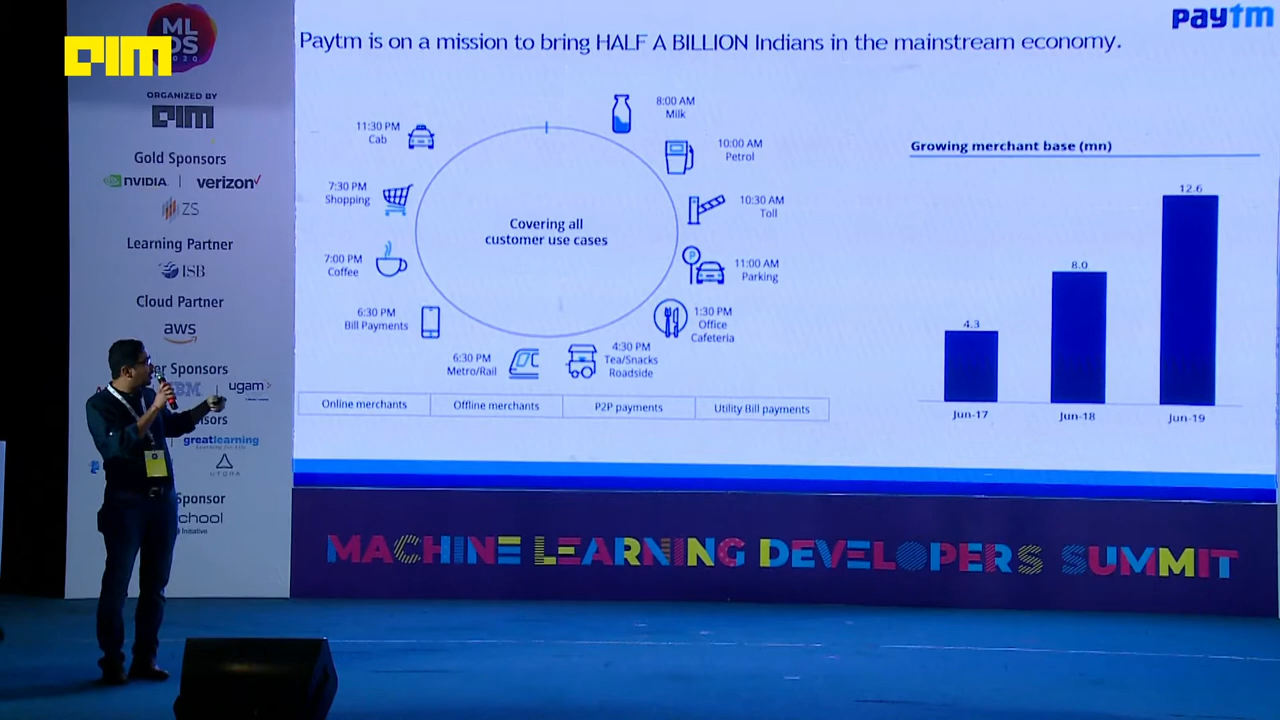 AIM
ML
DS
2020
ORGANIZED BY
AIM
Gold Sponsors
NVIDIA | verizon
ZS
Learning Partner
ISB
Cloud Partner
aws
er Sponsors
IBM
ugam
nsors
greatlearning
UTORA
Sponsor
chool
Initiative
paytm
Paytm is on a mission to bring HALF A BILLION Indians in the mainstream economy.
8:00 AM
Milk
10:00 AM
Petrol
10:30 AM
Toll
11:00 AM
Parking
1:30 PM
Office
Cafeteria
4:30 PM
Tea/Snacks
Roadside
6:30 PM
Metro/Rail
6:30 PM
Bill Payments
7:00 PM
Coffee
7:30 PM
Shopping
11:30 PM
Cab
P
Covering all
customer use cases
Online merchants
Offline merchants
P2P payments
Utility Bill payments
Growing merchant base (mn)
4.3
8.0
12.6
Jun-17
Jun-18
Jun-19
MACHINE LEARNING DEVELOPERS SUMMIT